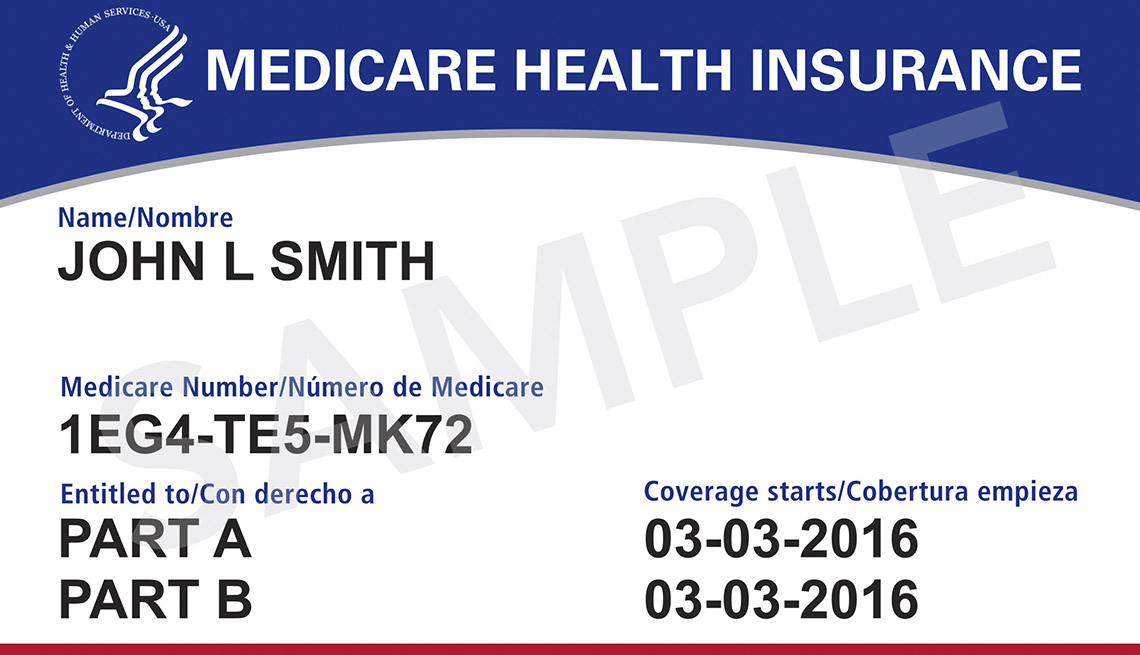 DEPARTMENT OF HEALTH & HUMAN SERVICES·USA
MEDICARE HEALTH INSURANCE
SAMPLE
Name/Nombre
JOHN L SMITH
Medicare Number/Número de Medicare
1EG4-TE5-MK72
Entitled to/Con derecho a
Coverage starts/Cobertura empieza
PART A
03-03-2016
PART B
03-03-2016